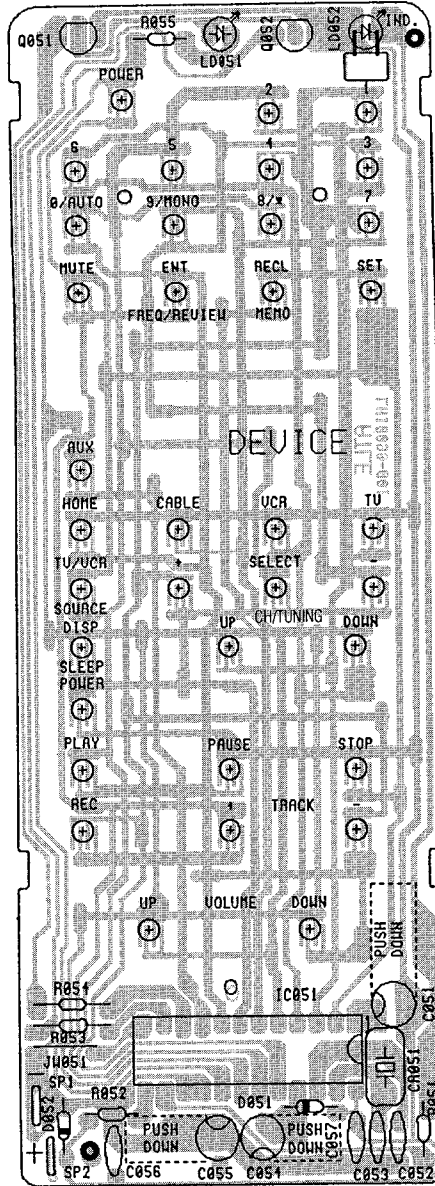 Q051 R055 LD051 Q052 LD052 IND.
POWER 2 1
6 5 4 3
0/AUTO 9/MONO 8/* 7
MUTE ENT RECL SET
FREQ/REVIEW MEMO
DEVICE
AUX
HOME CABLE VCR TV
TV/VCR + SELECT -
SOURCE
DISP UP CH/TUNING DOWN
SLEEP
POWER
PLAY PAUSE STOP
REC + TRACK -
UP VOLUME DOWN
PUSH
DOWN
R054 IC051 C051
R053
JW051 CR051
SP1
D052 R052 D051
PUSH
DOWN
PUSH
DOWN
C057
+ SP2 C056 C055 C054 C053 C052